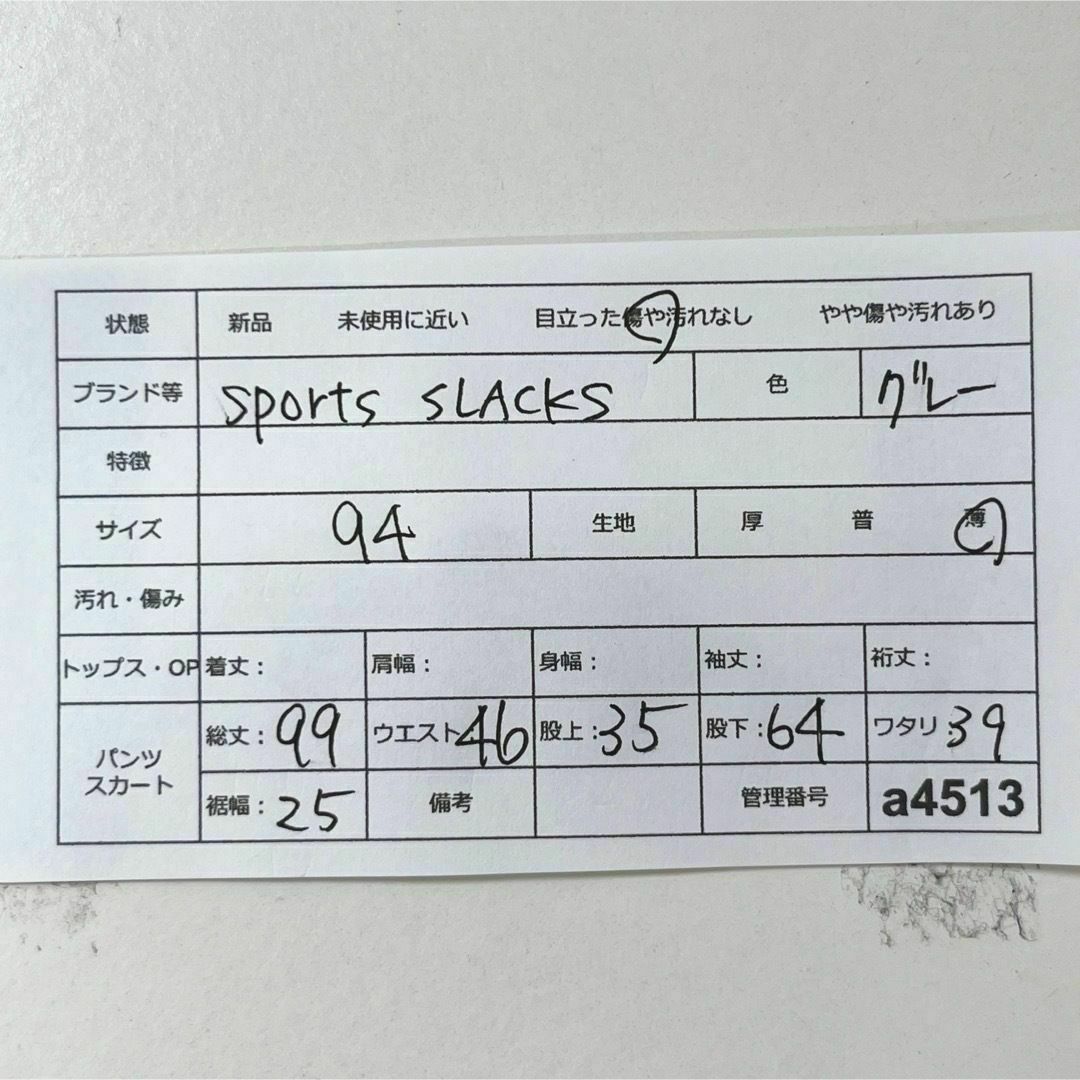 状態 新品 未使用に近い 目立った傷や汚れなし やや傷や汚れあり
ブランド等 sports SLACKS 色 グレー
特徴
サイズ 94 生地 厚 普 薄
汚れ・傷み
トップス・OP 着丈： 肩幅： 身幅： 袖丈： 裄丈：
パンツ スカート 総丈：99 ウエスト 46 股上：35 股下：64 ワタリ：39
裾幅：25 備考 管理番号 a4513